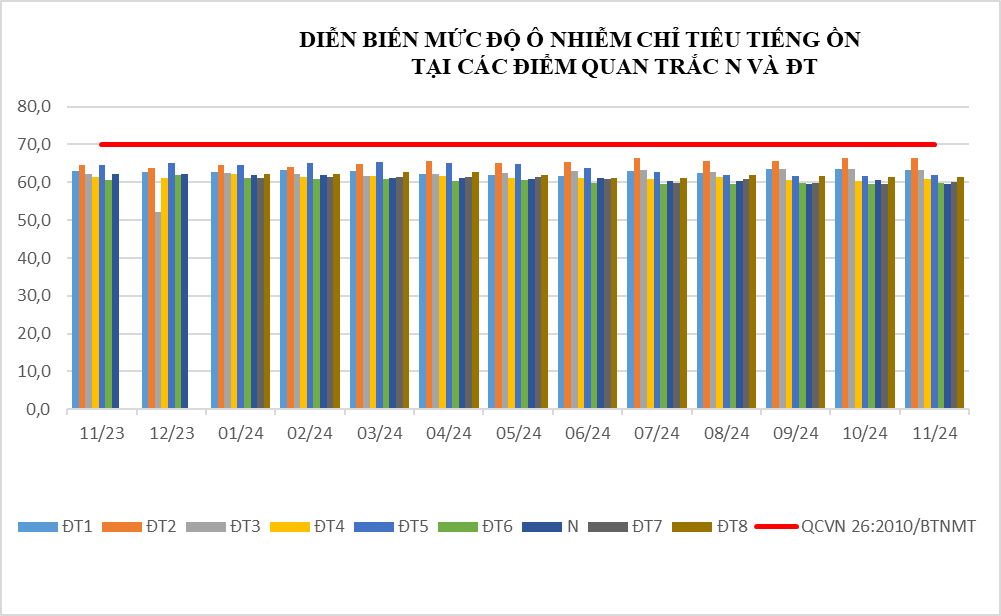 DIỄN BIẾN MỨC ĐỘ Ô NHIỄM CHỈ TIÊU TIẾNG ỒN
TẠI CÁC ĐIỂM QUAN TRẮC N VÀ ĐT
80,0
70,0
60,0
50,0
40,0
30,0
20,0
10,0
0,0
11/23 12/23 01/24 02/24 03/24 04/24 05/24 06/24 07/24 08/24 09/24 10/24 11/24
ĐT1 ĐT2 ĐT3 ĐT4 ĐT5 ĐT6 N ĐT7 ĐT8 QCVN 26:2010/BTNMT